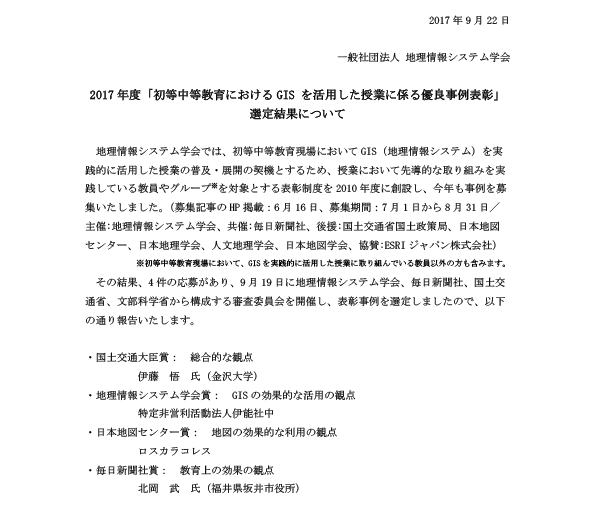 2017 年 9 月 22 日
一般社団法人 地理情報システム学会
2017 年度「初等中等教育における GIS を活用した授業に係る優良事例表彰」
選定結果について
地理情報システム学会では、初等中等教育現場において GIS（地理情報システム）を実
践的に活用した授業の普及・展開の契機とするため、授業において先導的な取り組みを実
践している教員やグループ※を対象とする表彰制度を 2010 年度に創設し、今年も事例を募
集いたしました。(募集記事の HP 掲載：6 月 16 日、募集期間：7 月 1 日から 8 月 31 日／
主催:地理情報システム学会、共催:毎日新聞社、後援:国土交通省国土政策局、日本地図
センター、日本地理学会、人文地理学会、日本地図学会、協賛:ESRI ジャパン株式会社)
※初等中等教育現場において、GIS を実践的に活用した授業に取り組んでいる教員以外の方も含みます。
その結果、4 件の応募があり、9 月 19 日に地理情報システム学会、毎日新聞社、国土交
通省、文部科学省から構成する審査委員会を開催し、表彰事例を選定しましたので、以下
の通り報告いたします。
・国土交通大臣賞： 総合的な観点
伊藤 悟 氏（金沢大学）
・地理情報システム学会賞： GIS の効果的な活用の観点
特定非営利活動法人伊能社中
・日本地図センター賞： 地図の効果的な利用の観点
ロスカラコレス
・毎日新聞社賞： 教育上の効果の観点
北岡 武 氏（福井県坂井市役所）